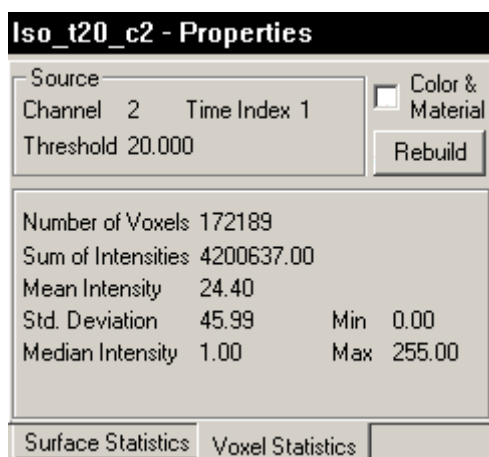 Iso_t20_c2 - Properties
Source
Channel 2 Time Index 1
Threshold 20.000
Color &
Material
Rebuild
Number of Voxels 172189
Sum of Intensities 4200637.00
Mean Intensity 24.40
Std. Deviation 45.99 Min 0.00
Median Intensity 1.00 Max 255.00
Surface Statistics Voxel Statistics